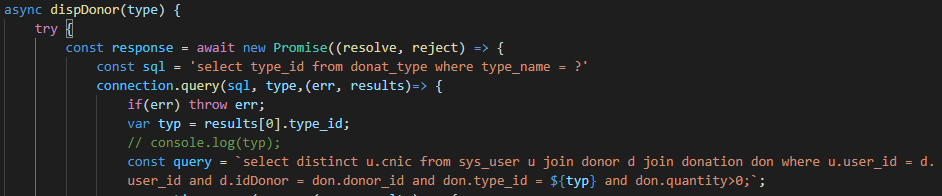 async dispDonor(type) {
try {
const response = await new Promise((resolve, reject) => {
const sql = 'select type_id from donat_type where type_name = ?'
connection.query(sql, type,(err, results)=> {
if(err) throw err;
var typ = results[0].type_id;
// console.log(typ);
const query = `select distinct u.cnic from sys_user u join donor d join donation don where u.user_id = d.
user_id and d.idDonor = don.donor_id and don.type_id = ${typ} and don.quantity>0;`;